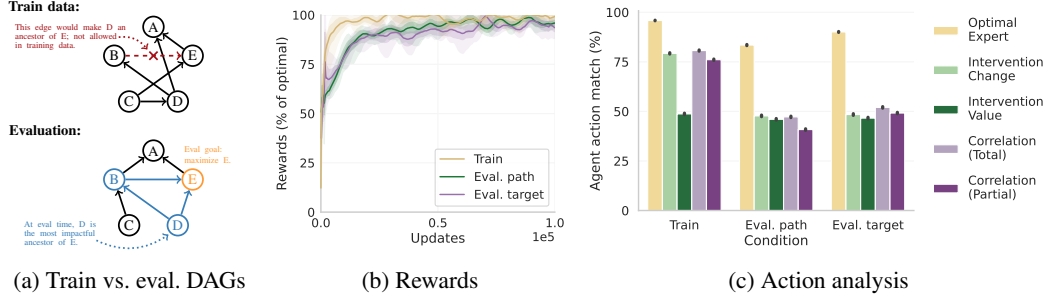 Train data:
This edge would make D an
ancestor of E; not allowed
in training data.
A
B
E
C
D
Evaluation:
A
Eval goal:
maximize E.
B
E
C
D
At eval time, D is
the most impactful
ancestor of E.
(a) Train vs. eval. DAGs
Rewards (% of optimal)
100
75
50
25
0
0.0
0.5
1.0
Updates
1e5
Train
Eval. path
Eval. target
(b) Rewards
Agent action match (%)
100
75
50
25
0
Train
Eval. path
Eval. target
Condition
Optimal
Expert
Intervention
Change
Intervention
Value
Correlation
(Total)
Correlation
(Partial)
(c) Action analysis